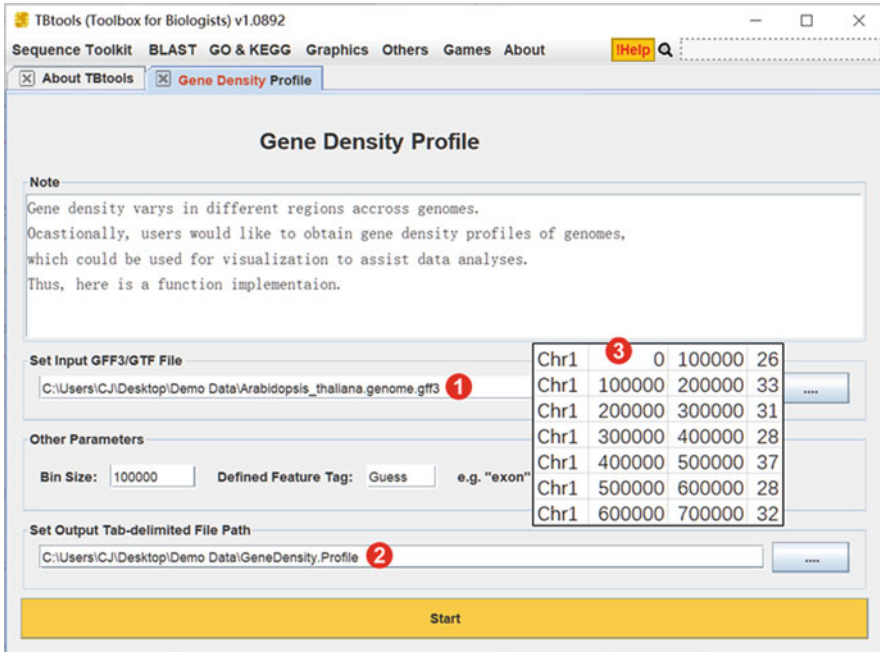 TBtools (Toolbox for Biologists) v1.0892
Sequence Toolkit BLAST GO & KEGG Graphics Others Games About !Help
About TBtools Gene Density Profile
Gene Density Profile
Note
Gene density varys in different regions accross genomes.
Ocastionally, users would like to obtain gene density profiles of genomes,
which could be used for visualization to assist data analyses.
Thus, here is a function implementaion.
Set Input GFF3/GTF File
C:\Users\CJ\Desktop\Demo Data\Arabidopsis_thaliana.genome.gff3 1
....
Other Parameters
Bin Size: 100000 Defined Feature Tag: Guess e.g. "exon"
3
Chr1 0 100000 26
Chr1 100000 200000 33
Chr1 200000 300000 31
Chr1 300000 400000 28
Chr1 400000 500000 37
Chr1 500000 600000 28
Chr1 600000 700000 32
Set Output Tab-delimited File Path
C:\Users\CJ\Desktop\Demo Data\GeneDensity.Profile 2
....
Start